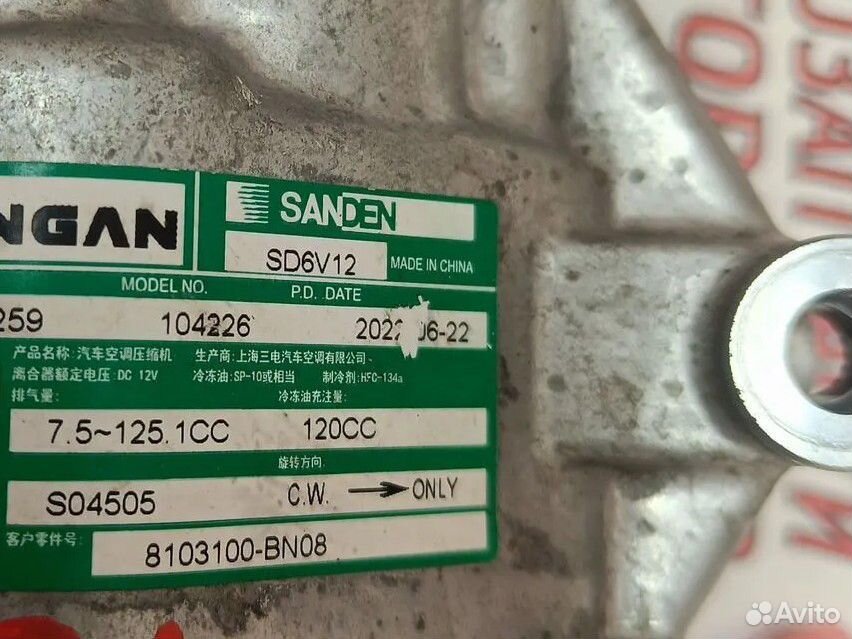 NGAN
SANDEN
SD6V12
MADE IN CHINA
MODEL NO. P.D. DATE
259 104226 2022 06-22
产品名称: 汽车空调压缩机 生产商: 上海三电汽车空调有限公司
离合器额定电压: DC 12V 冷冻油: SP-10或相当 制冷剂: HFC-134a
排气量: 冷冻油充注量:
7.5~125.1CC 120CC
旋转方向
S04505 C.W. → ONLY
客户零件号: 8103100-BN08
Avito